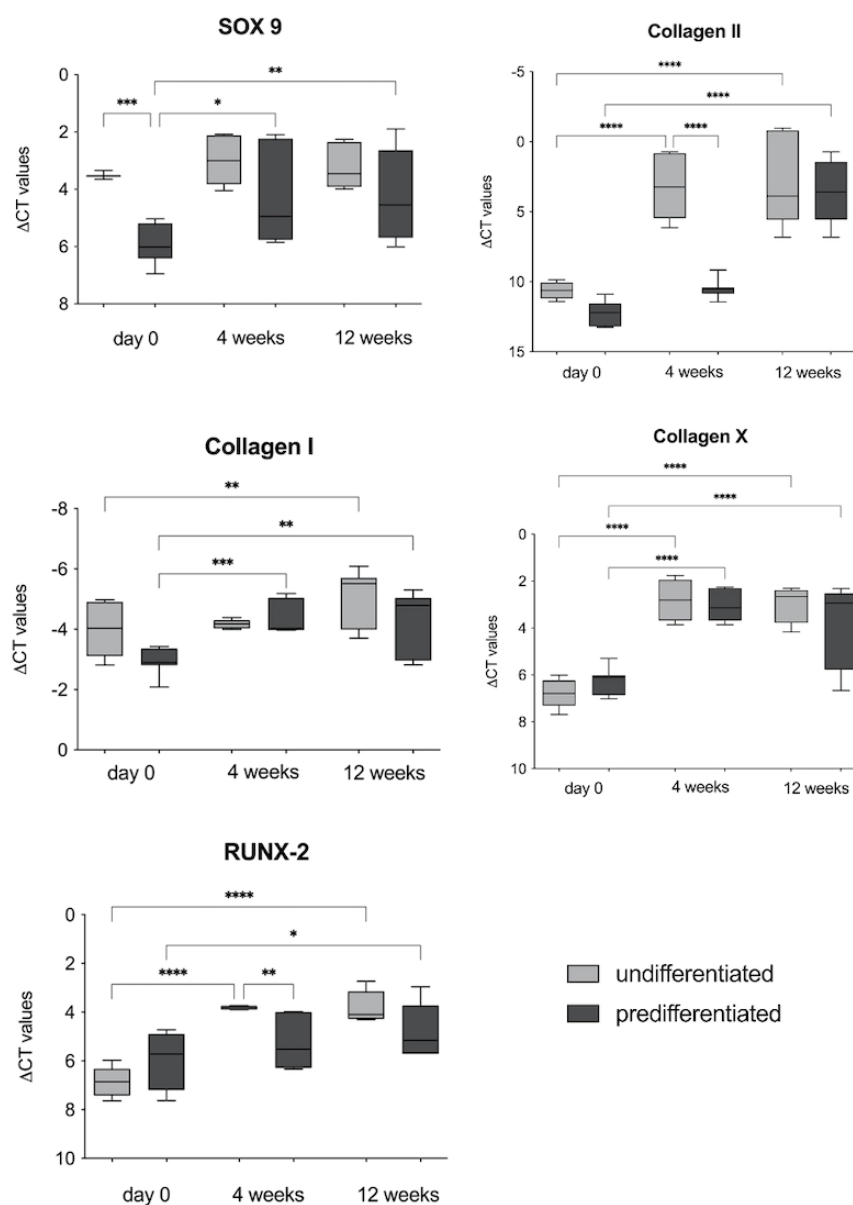 SOX 9
ΔCT values
0
2
4
6
8
***
*
**
day 0
4 weeks
12 weeks
Collagen II
ΔCT values
-5
0
5
10
15
****
****
****
****
day 0
4 weeks
12 weeks
Collagen I
ΔCT values
-8
-6
-4
-2
0
**
**
***
day 0
4 weeks
12 weeks
Collagen X
ΔCT values
0
2
4
6
8
10
****
****
****
****
day 0
4 weeks
12 weeks
RUNX-2
ΔCT values
0
2
4
6
8
10
****
*
****
**
day 0
4 weeks
12 weeks
undifferentiated
predifferentiated